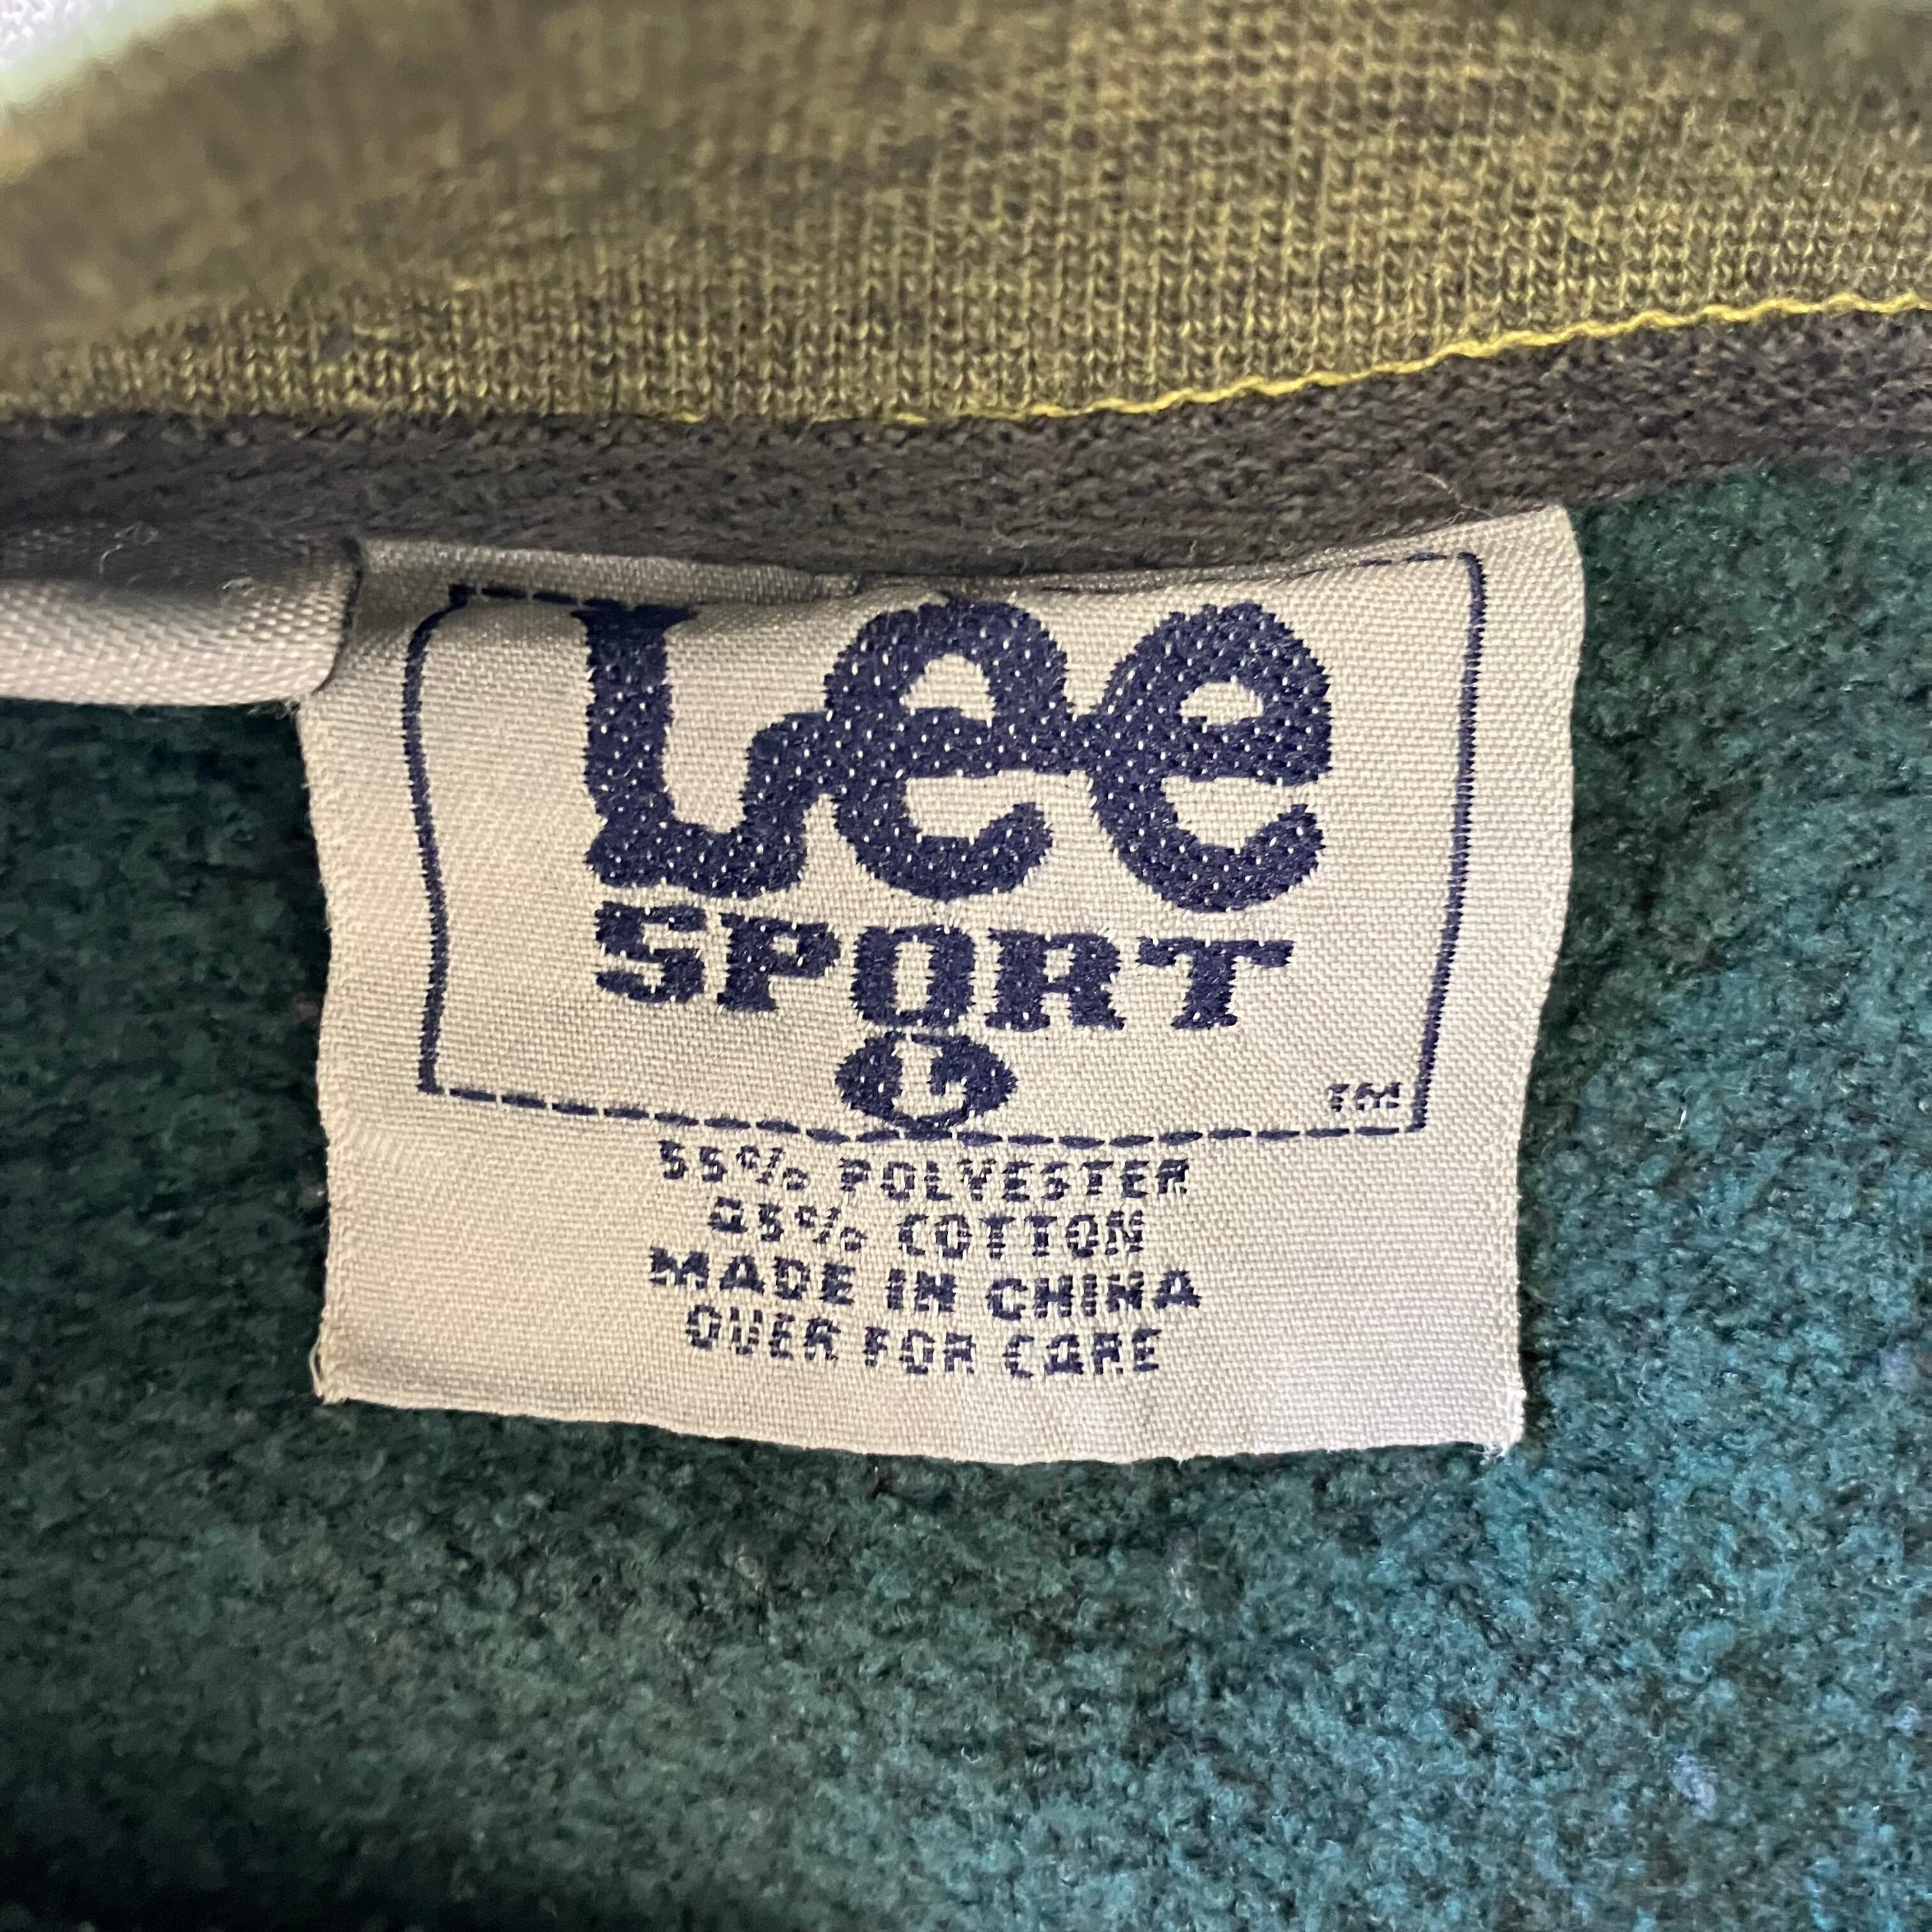 Lee
SPORT
L
TM
55% POLYESTER
45% COTTON
MADE IN CHINA
OVER FOR CARE